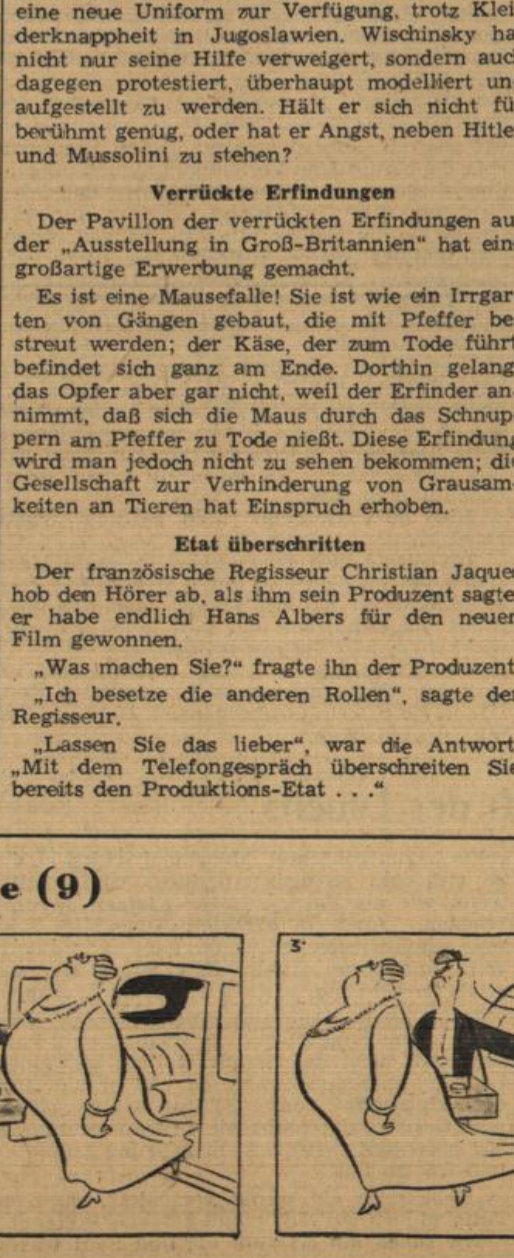 eine neue Uniform zur Verfügung, trotz Klei
derknappheit in Jugoslawien. Wischinsky ha
nicht nur seine Hilfe verweigert, sondern auc
dagegen protestiert, überhaupt modelliert un
aufgestellt zu werden. Hält er sich nicht fü
berühmt genug, oder hat er Angst, neben Hitle
und Mussolini zu stehen?
Verrückte Erfindungen
Der Pavillon der verrückten Erfindungen au
der „Ausstellung in Groß-Britannien“ hat ein
großartige Erwerbung gemacht.
Es ist eine Mausefalle! Sie ist wie ein Irrgar
ten von Gängen gebaut, die mit Pfeffer be
streut werden; der Käse, der zum Tode führt
befindet sich ganz am Ende. Dorthin gelang
das Opfer aber gar nicht, weil der Erfinder an
nimmt, daß sich die Maus durch das Schnup
pern am Pfeffer zu Tode nießt. Diese Erfindung
wird man jedoch nicht zu sehen bekommen; die
Gesellschaft zur Verhinderung von Grausam
keiten an Tieren hat Einspruch erhoben.
Etat überschritten
Der französische Regisseur Christian Jaque
hob den Hörer ab, als ihm sein Produzent sagte
er habe endlich Hans Albers für den neuen
Film gewonnen.
„Was machen Sie?“ fragte ihn der Produzent
„Ich besetze die anderen Rollen“, sagte der
Regisseur.
„Lassen Sie das lieber“, war die Antwort
„Mit dem Telefongespräch überschreiten Sie
bereits den Produktions-Etat . . .“
e (9)
3